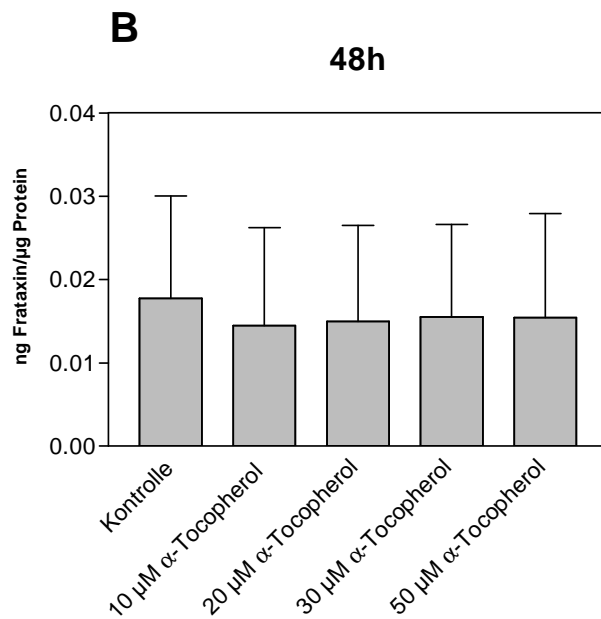 B
48h
ng Frataxin/µg Protein
0.04
0.03
0.02
0.01
0.00
Kontrolle
10 µM α-Tocopherol
20 µM α-Tocopherol
30 µM α-Tocopherol
50 µM α-Tocopherol